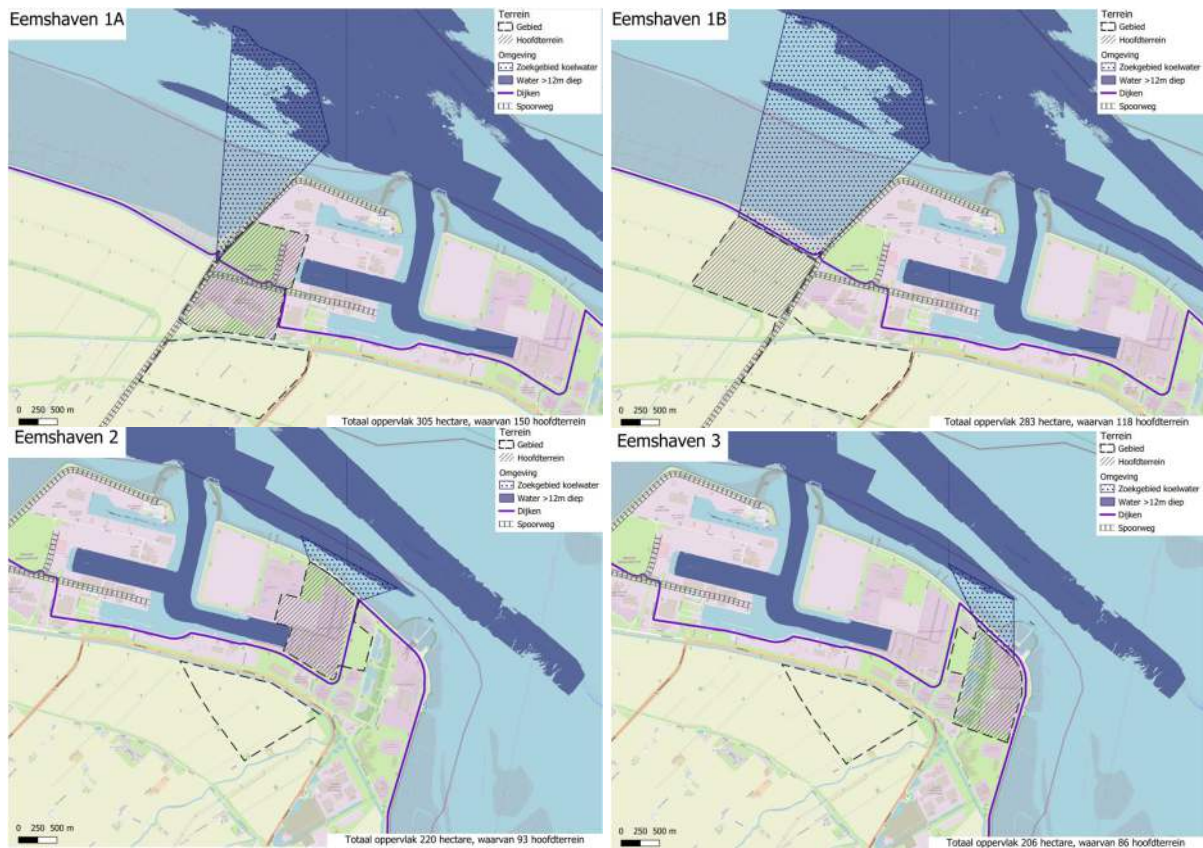 Eemshaven 1A
Terrein
Gebied
Hoofdterrein
Omgeving
Zoekgebied koelwater
Water >12m diep
Dijken
Spoorweg
0 250 500 m
Totaal oppervlak 305 hectare, waarvan 150 hoofdterrein
Eemshaven 1B
Terrein
Gebied
Hoofdterrein
Omgeving
Zoekgebied koelwater
Water >12m diep
Dijken
Spoorweg
0 250 500 m
Totaal oppervlak 283 hectare, waarvan 118 hoofdterrein
Eemshaven 2
Terrein
Gebied
Hoofdterrein
Omgeving
Zoekgebied koelwater
Water >12m diep
Dijken
Spoorweg
0 250 500 m
Totaal oppervlak 220 hectare, waarvan 93 hoofdterrein
Eemshaven 3
Terrein
Gebied
Hoofdterrein
Omgeving
Zoekgebied koelwater
Water >12m diep
Dijken
Spoorweg
0 250 500 m
Totaal oppervlak 206 hectare, waarvan 86 hoofdterrein